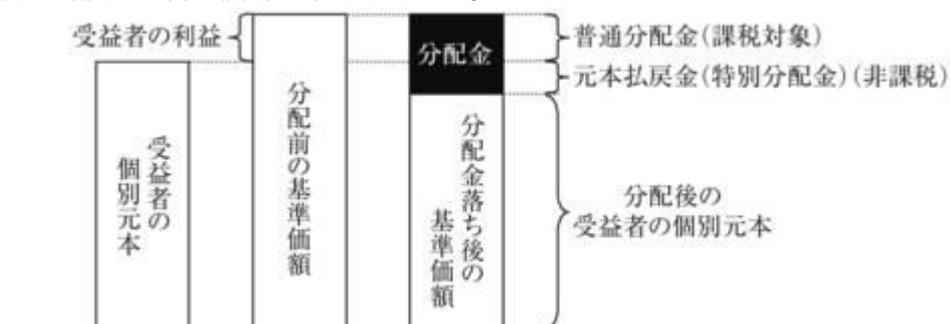 受益者の利益
分配金
普通分配金(課税対象)
元本払戻金(特別分配金)(非課税)
受益者の
個別元本
分配前の基準価額
分配金落ち後の
基準価額
分配後の
受益者の個別元本